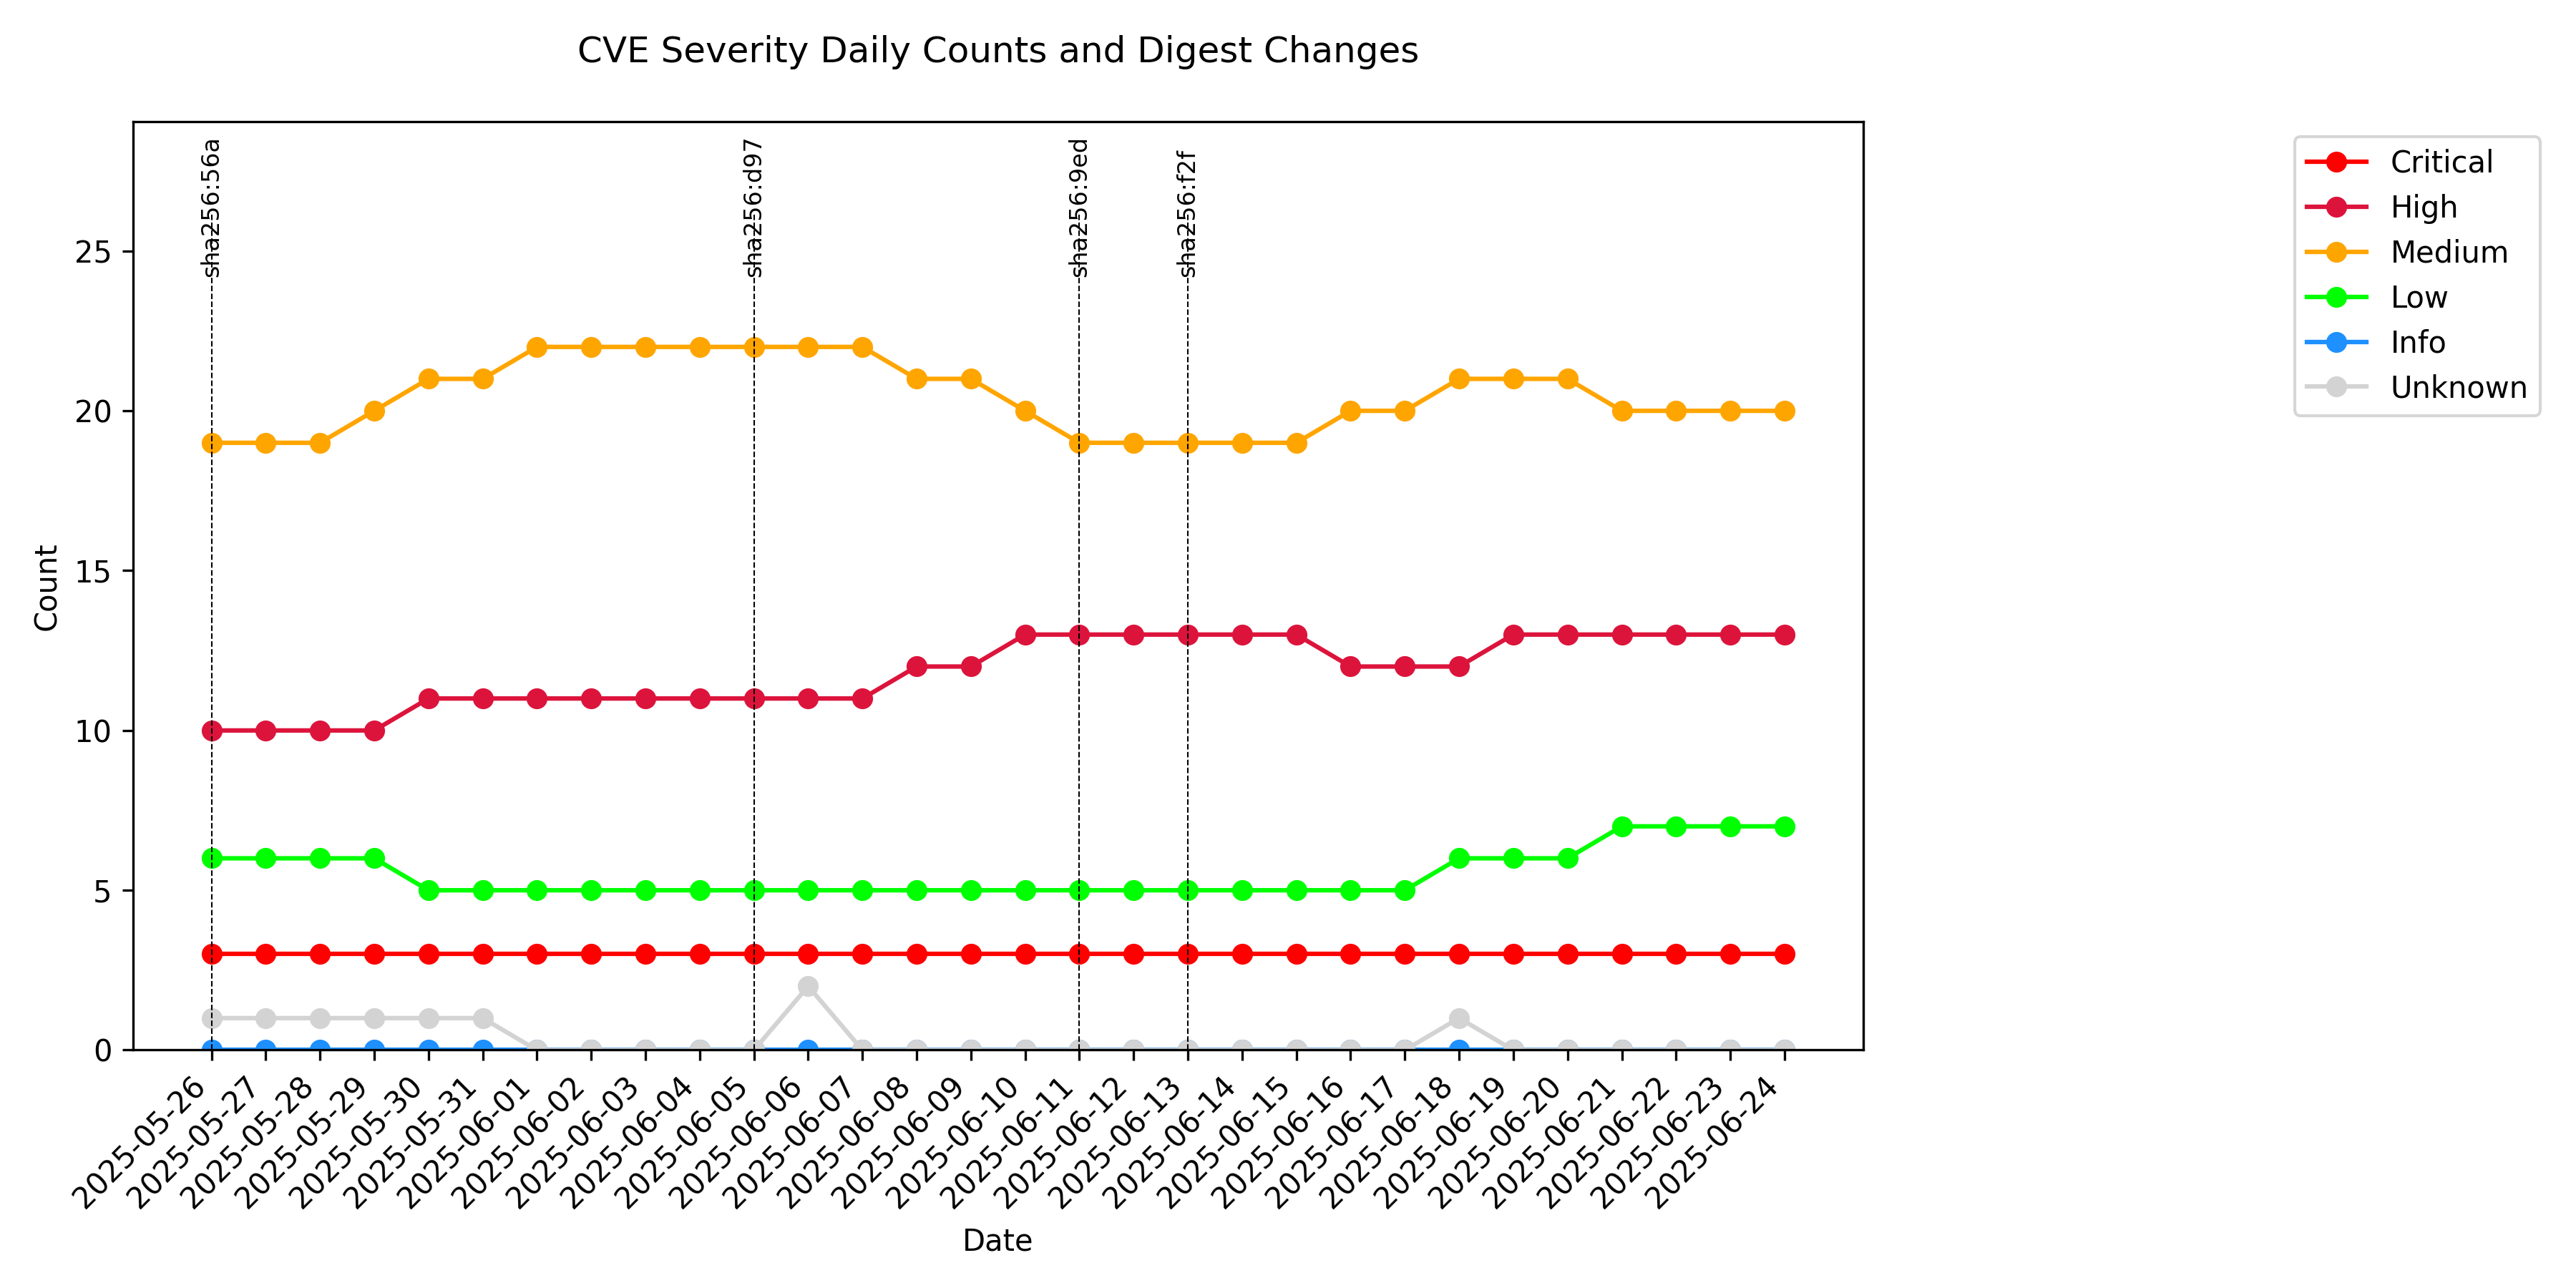 CVE Severity Daily Counts and Digest Changes
sha256:56a
sha256:d97
sha256:9ed
sha256:f2f
Critical
High
Medium
Low
Info
Unknown
25
20
15
10
5
0
Count
2025-05-26
2025-05-27
2025-05-28
2025-05-29
2025-05-30
2025-05-31
2025-06-01
2025-06-02
2025-06-03
2025-06-04
2025-06-05
2025-06-06
2025-06-07
2025-06-08
2025-06-09
2025-06-10
2025-06-11
2025-06-12
2025-06-13
2025-06-14
2025-06-15
2025-06-16
2025-06-17
2025-06-18
2025-06-19
2025-06-20
2025-06-21
2025-06-22
2025-06-23
2025-06-24
Date